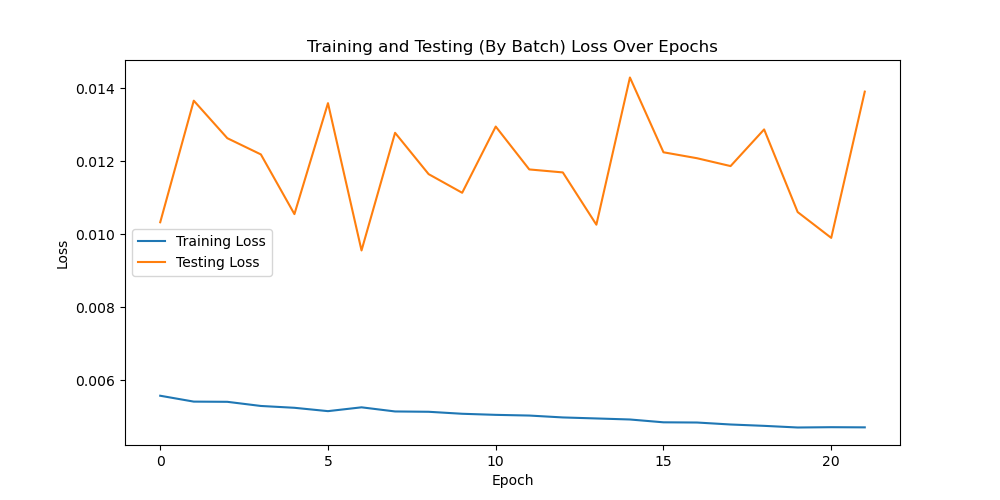 Training and Testing (By Batch) Loss Over Epochs
0.014
0.012
0.010
0.008
0.006
Loss
Training Loss
Testing Loss
0
5
10
15
20
Epoch